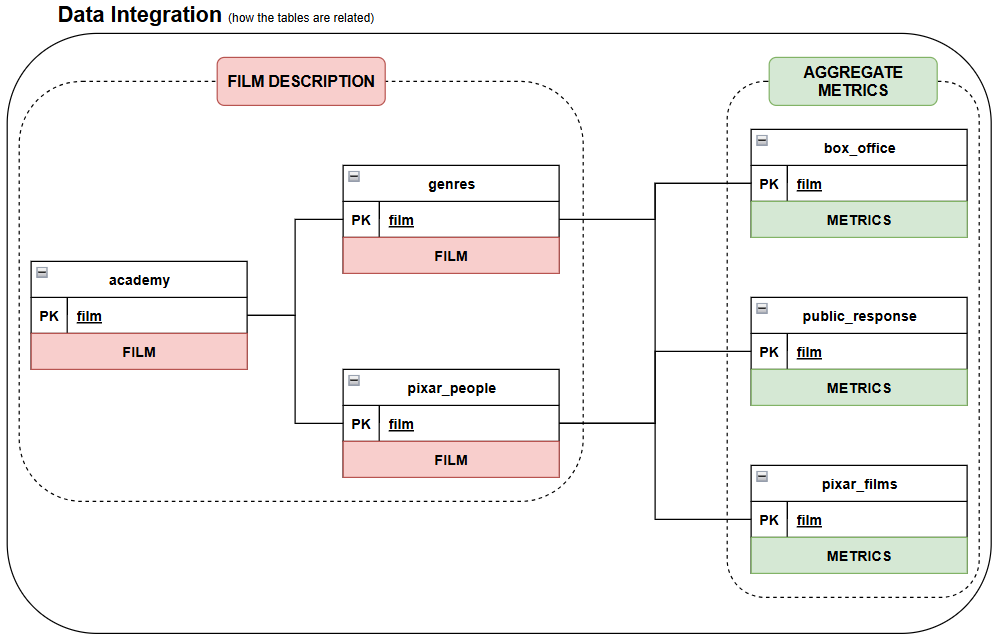 Data Integration (how the tables are related)
FILM DESCRIPTION
AGGREGATE
METRICS
academy
PK film
FILM
genres
PK film
FILM
pixar_people
PK film
FILM
box_office
PK film
METRICS
public_response
PK film
METRICS
pixar_films
PK film
METRICS